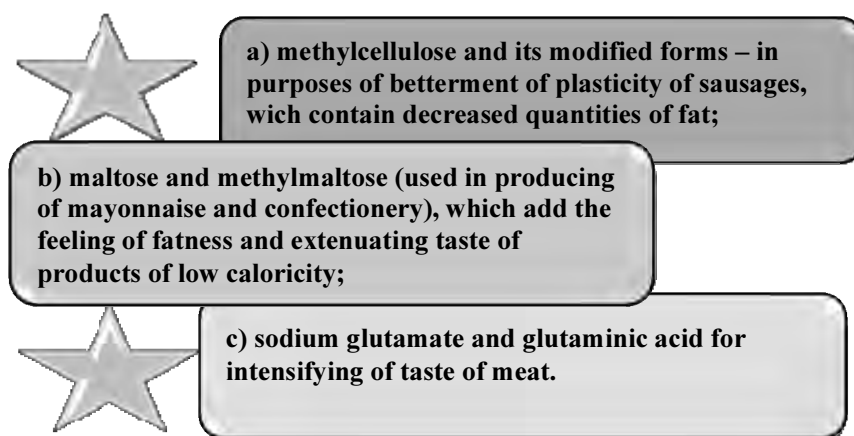 a) methylcellulose and its modified forms – in
purposes of betterment of plasticity of sausages,
wich contain decreased quantities of fat;
b) maltose and methylmaltose (used in producing
of mayonnaise and confectionery), which add the
feeling of fatness and extenuating taste of
products of low caloricity;
c) sodium glutamate and glutaminic acid for
intensifying of taste of meat.